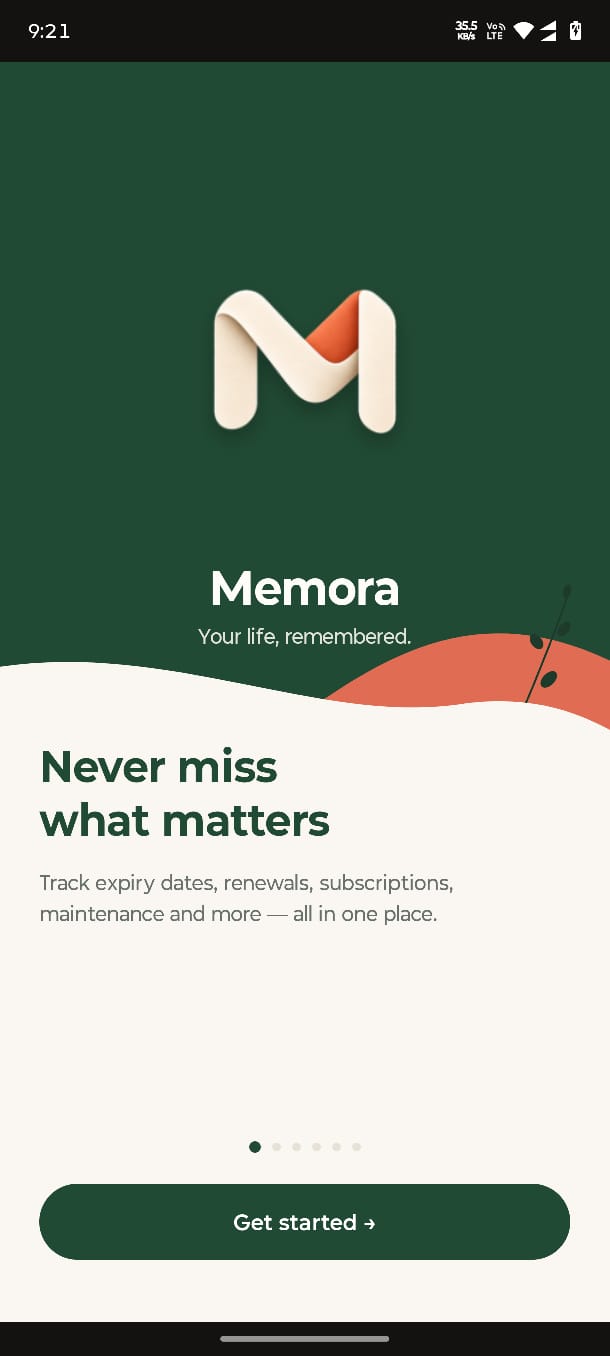 9:21
35.5
KB/s
Vo
LTE
Memora
Your life, remembered.
Never miss
what matters
Track expiry dates, renewals, subscriptions,
maintenance and more — all in one place.
Get started →